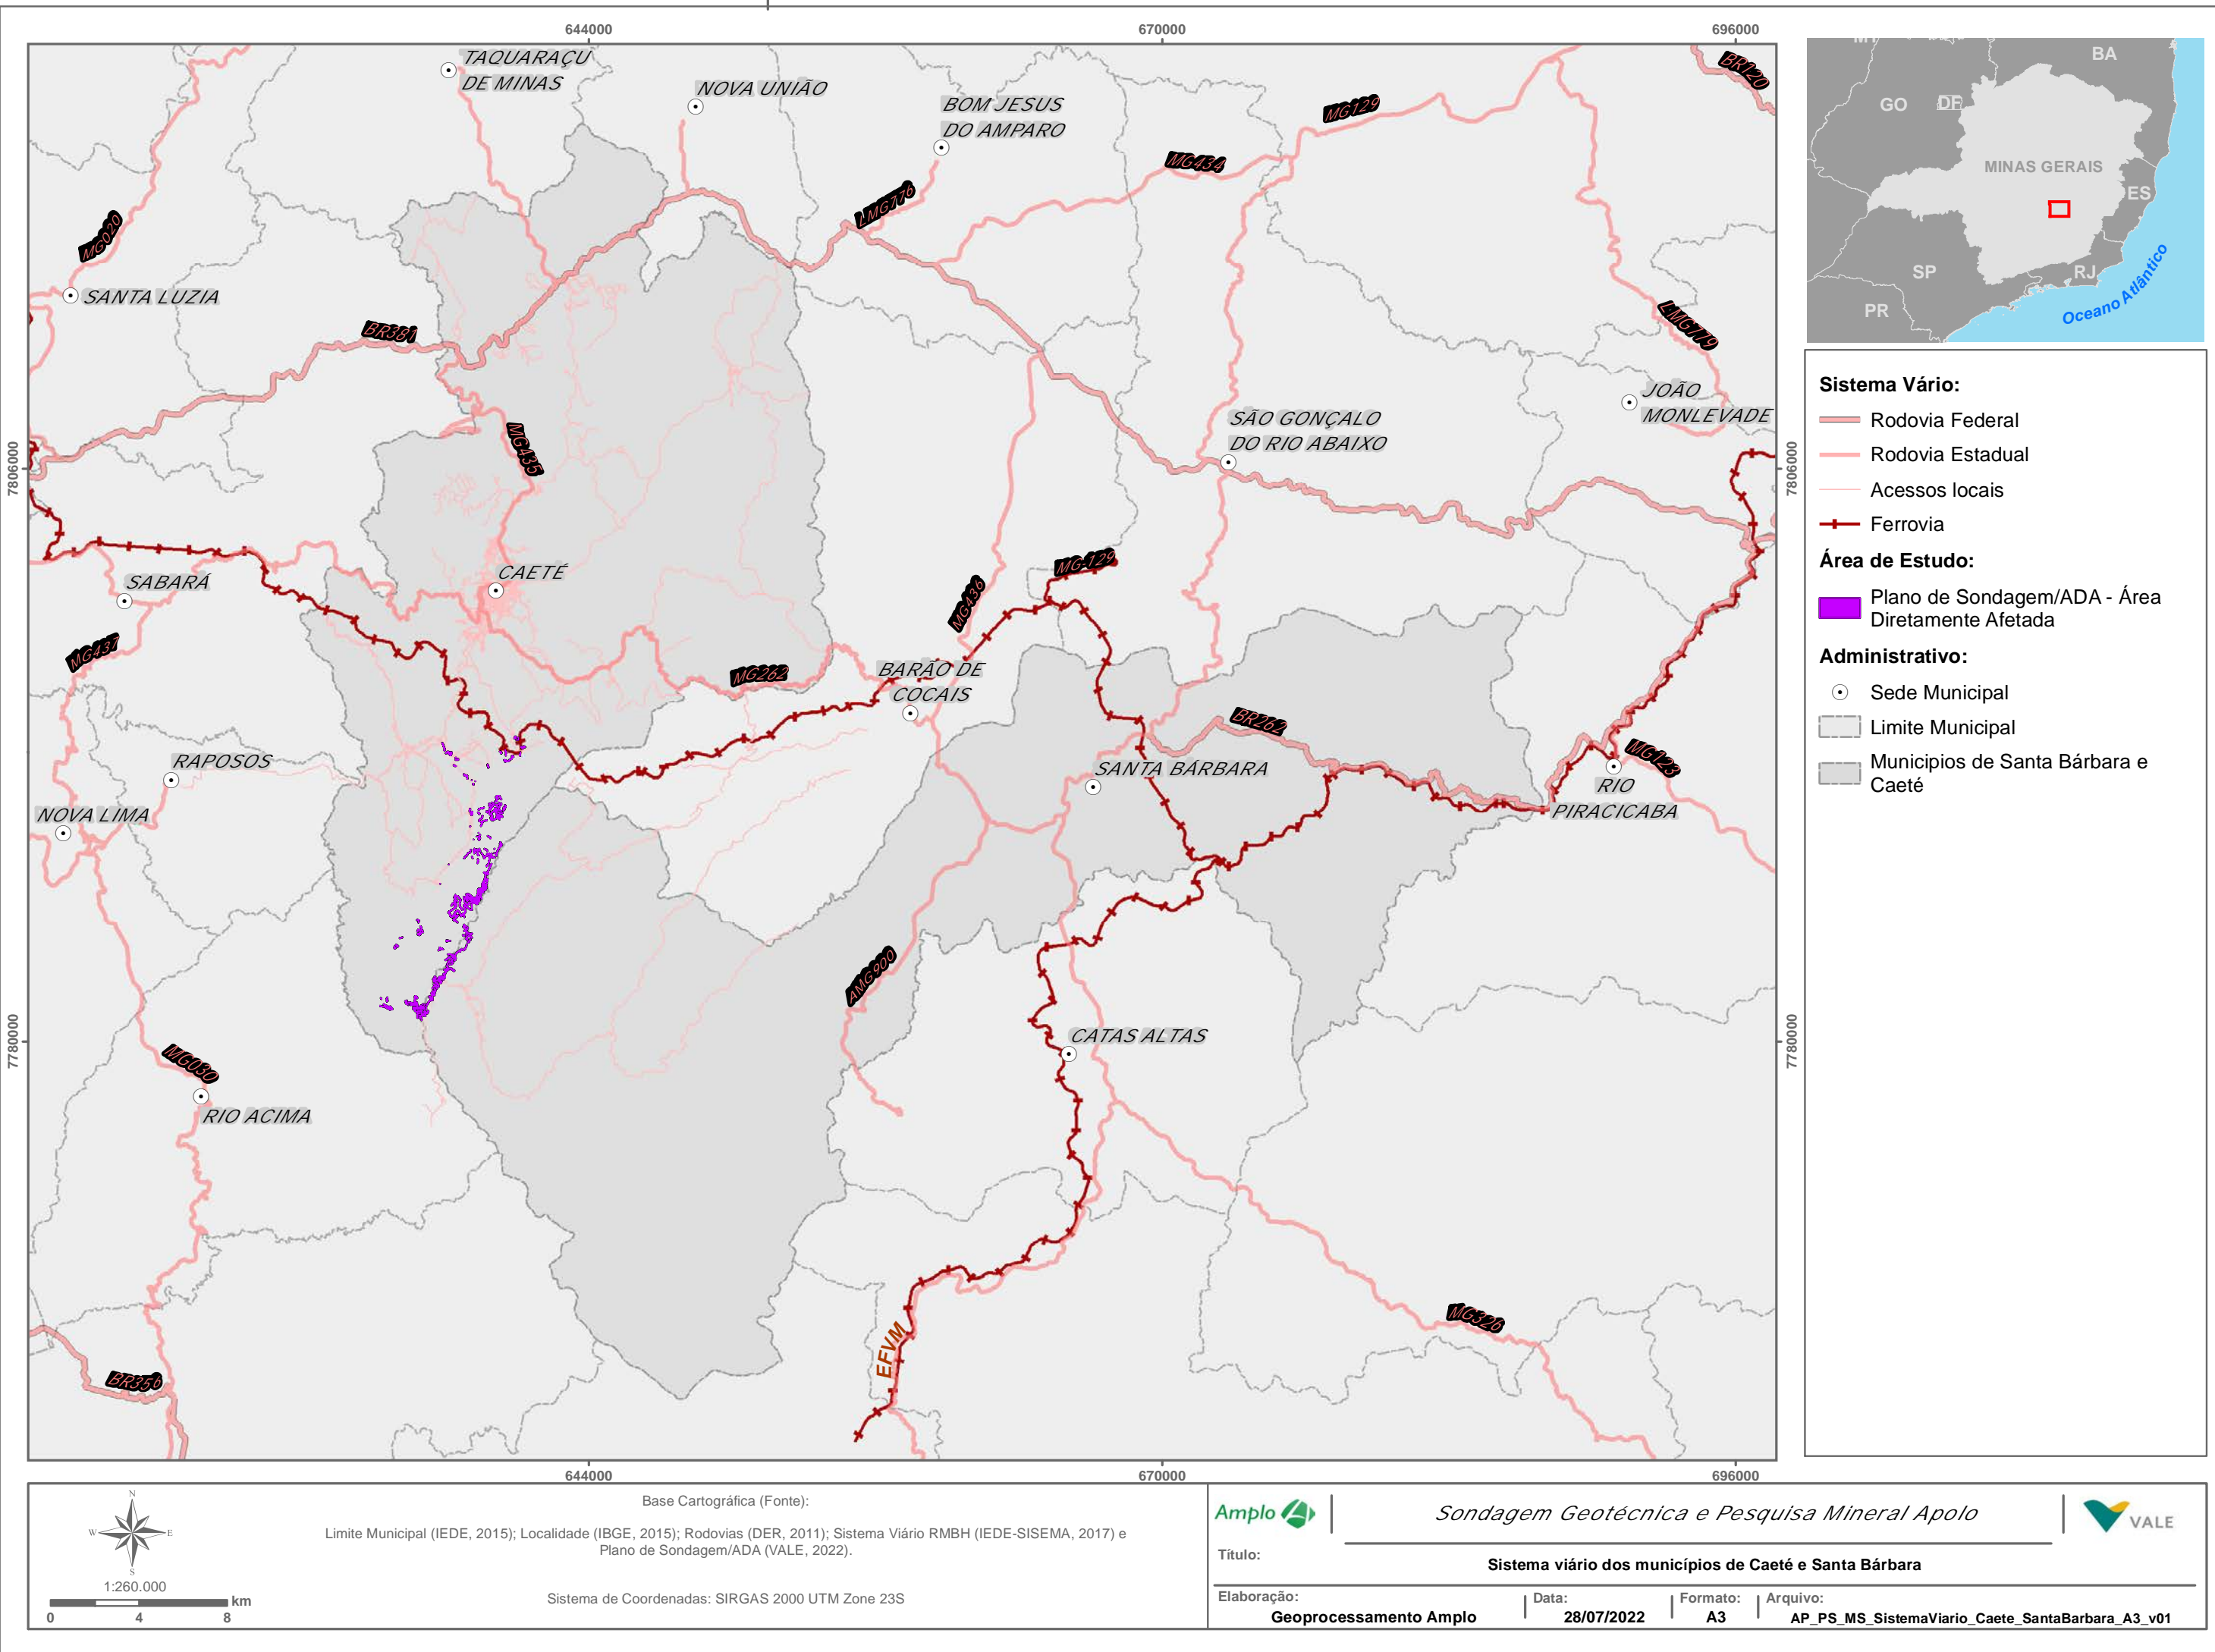 644000
670000
696000
TAQUARAÇU
DE MINAS
NOVA UNIÃO
BOM JESUS
DO AMPARO
MG129
BR120
MG434
LMG776
MG020
SANTA LUZIA
BR381
LMG779
JOÃO
MONLEVADE
SÃO GONÇALO
DO RIO ABAIXO
MG435
7806000
7806000
CAETÉ
SABARÁ
MG-129
MG436
MG437
MG262
BARÃO DE
COCAIS
BR262
RAPOSOS
SANTA BÁRBARA
MG123
RIO
PIRACICABA
NOVA LIMA
AMG900
7780000
7780000
CATAS ALTAS
MG030
RIO ACIMA
MG326
EFVM
BR356
644000
670000
696000
BA
GO
DF
MINAS GERAIS
ES
SP
RJ
PR
Oceano Atlântico
Sistema Vário:
Rodovia Federal
Rodovia Estadual
Acessos locais
Ferrovia
Área de Estudo:
Plano de Sondagem/ADA - Área
Diretamente Afetada
Administrativo:
Sede Municipal
Limite Municipal
Municipios de Santa Bárbara e
Caeté
N
W
E
S
1:260.000
km
0 4 8
Base Cartográfica (Fonte):
Limite Municipal (IEDE, 2015); Localidade (IBGE, 2015); Rodovias (DER, 2011); Sistema Viário RMBH (IEDE-SISEMA, 2017) e
Plano de Sondagem/ADA (VALE, 2022).
Sistema de Coordenadas: SIRGAS 2000 UTM Zone 23S
Amplo
Sondagem Geotécnica e Pesquisa Mineral Apolo
VALE
Título:
Sistema viário dos municípios de Caeté e Santa Bárbara
Elaboração:
Geoprocessamento Amplo
Data:
28/07/2022
Formato:
A3
Arquivo:
AP_PS_MS_SistemaViario_Caete_SantaBarbara_A3_v01